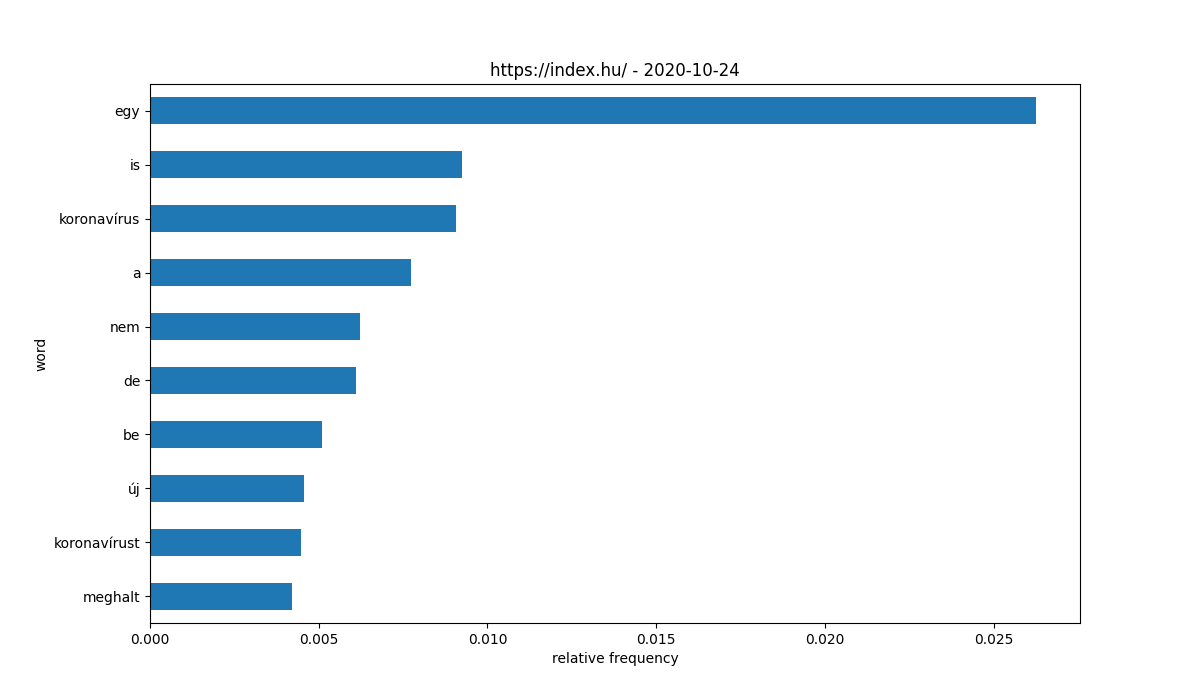 https://index.hu/ - 2020-10-24
egy
is
koronavírus
a
nem
de
be
új
koronavírust
meghalt
word
0.000 0.005 0.010 0.015 0.020 0.025
relative frequency